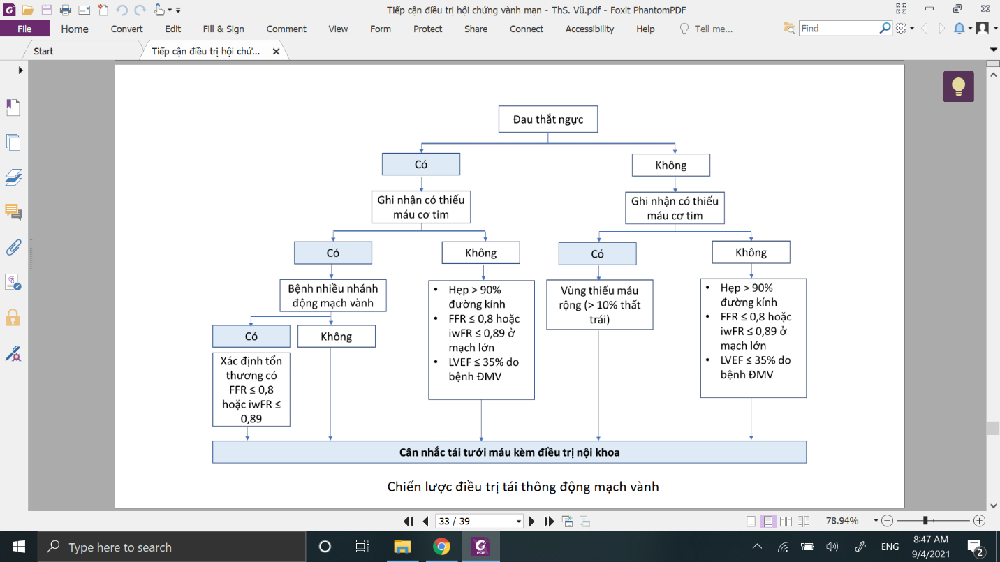 Tiếp cận điều trị hội chứng vành mạn - ThS. Vũ.pdf - Foxit PhantomPDF
File Home Convert Edit Fill & Sign Comment View Form Protect Share Connect Accessibility Help Tell me... Find
Start Tiếp cận điều trị hội chứ...
Đau thắt ngực
Có
Không
Ghi nhận có thiếu
máu cơ tim
Ghi nhận có thiếu
máu cơ tim
Có
Không
Có
Không
Bệnh nhiều nhánh
động mạch vành
Có
Không
Xác định tổn
thương có
FFR ≤ 0,8
hoặc iwFR ≤
0,89
• Hẹp > 90%
đường kính
• FFR ≤ 0,8 hoặc
iwFR ≤ 0,89 ở
mạch lớn
• LVEF ≤ 35% do
bệnh ĐMV
Vùng thiếu máu
rộng (> 10% thất
trái)
• Hẹp > 90%
đường kính
• FFR ≤ 0,8 hoặc
iwFR ≤ 0,89 ở
mạch lớn
• LVEF ≤ 35% do
bệnh ĐMV
Cân nhắc tái tưới máu kèm điều trị nội khoa
Chiến lược điều trị tái thông động mạch vành
33 / 39
78.94%
Type here to search
PDF
ENG
8:47 AM
9/4/2021
2